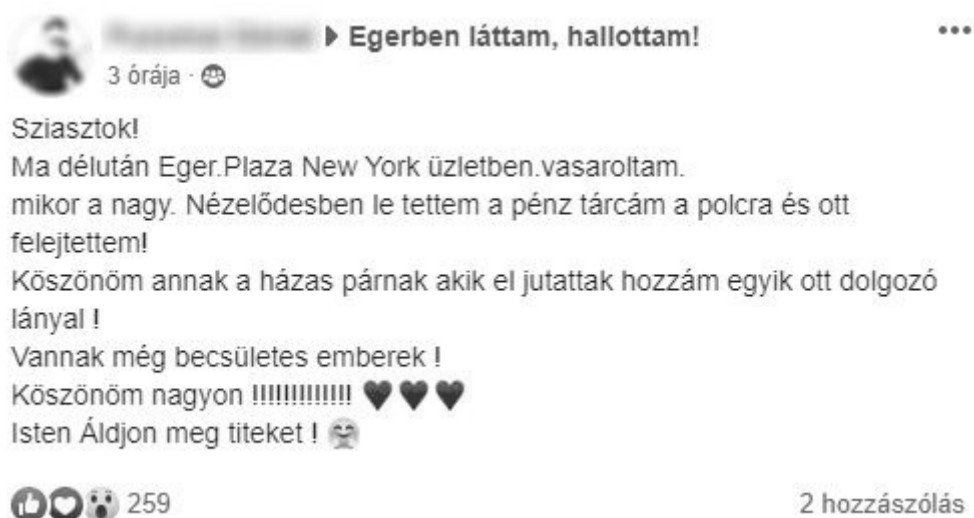 Egerben láttam, hallottam!
3 órája ·
Sziasztok!
Ma délután Eger.Plaza New York üzletben.vasaroltam.
mikor a nagy. Nézelődesben le tettem a pénz tárcám a polcra és ott
felejtettem!
Köszönöm annak a házas párnak akik el jutattak hozzám egyik ott dolgozó
lányal !
Vannak még becsületes emberek !
Köszönöm nagyon !!!!!!!!!!!!! ♥ ♥ ♥
Isten Áldjon meg titeket ! 🤗
259
2 hozzászólás